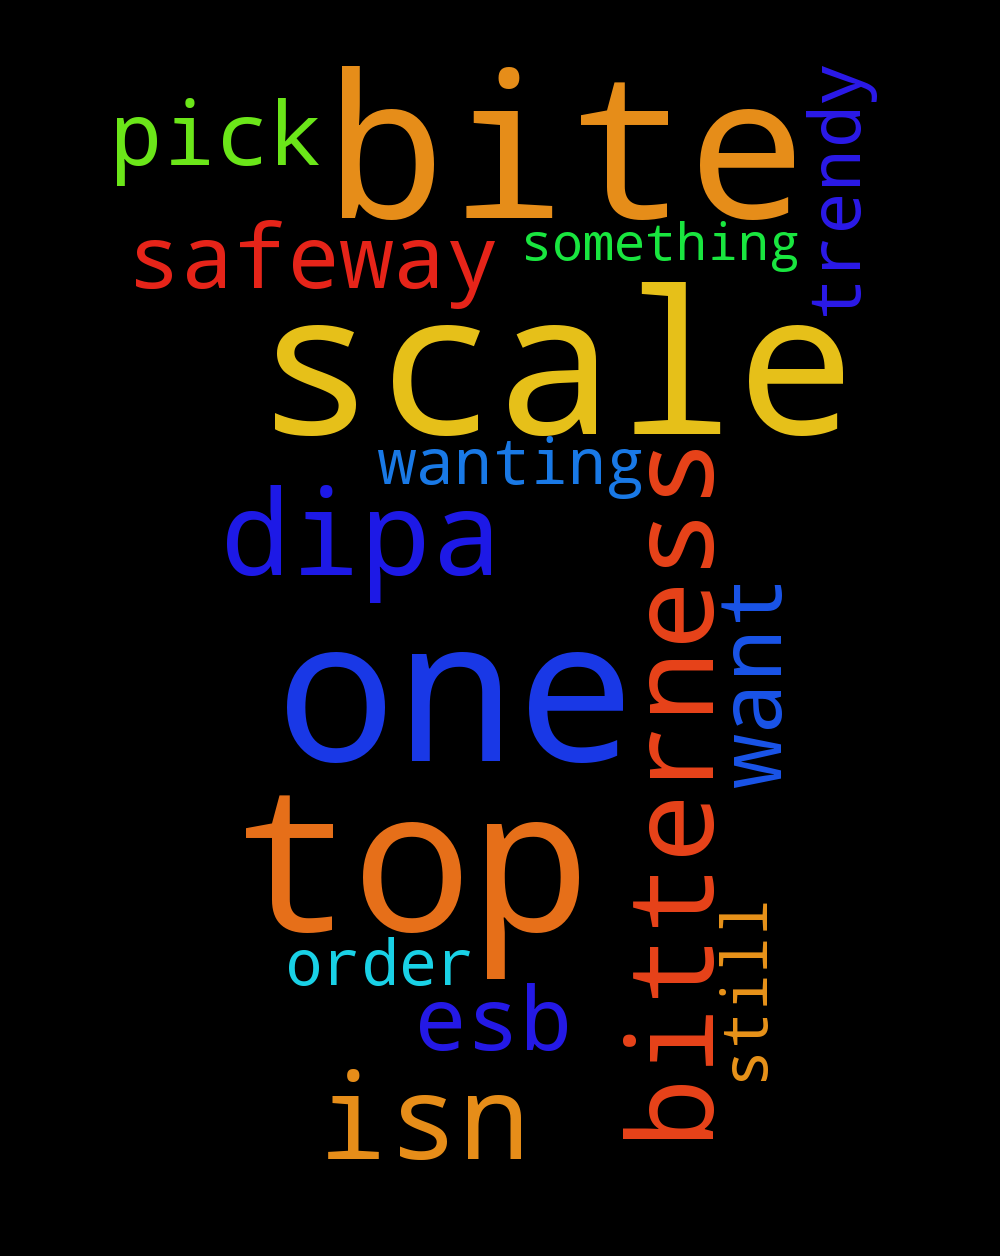 bite
pick
trendy
safeway
something
scale
wanting
bitterness
dipa
want
one
top
still
order
esb
isn